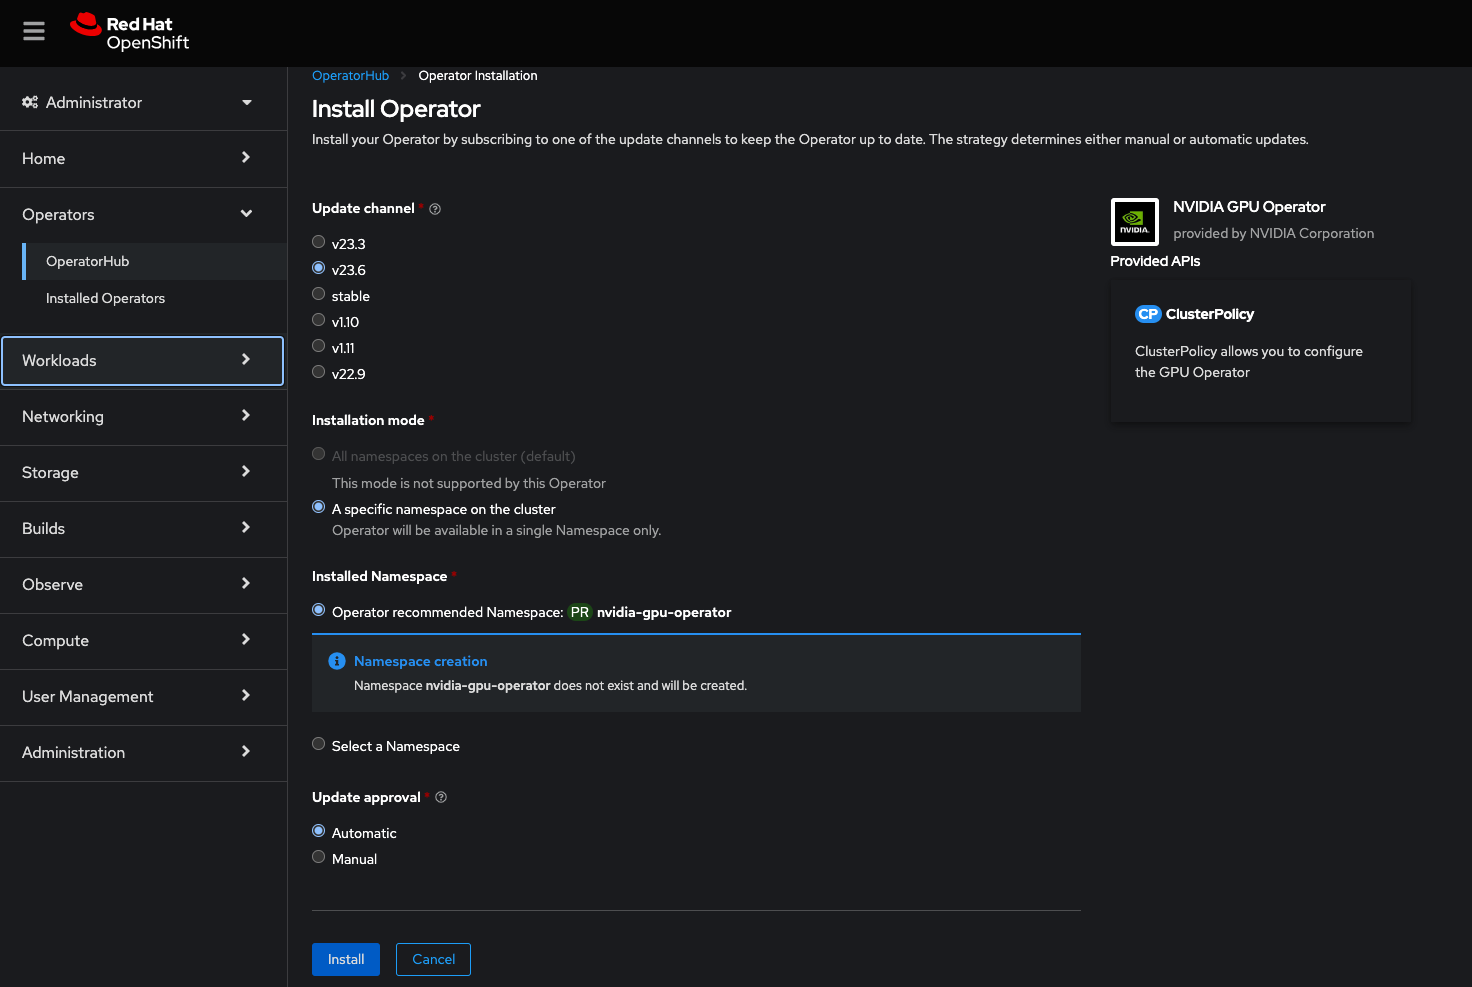 Red Hat
OpenShift
Administrator
Home
Operators
OperatorHub
Installed Operators
Workloads
Networking
Storage
Builds
Observe
Compute
User Management
Administration
OperatorHub > Operator Installation
Install Operator
Install your Operator by subscribing to one of the update channels to keep the Operator up to date. The strategy determines either manual or automatic updates.
Update channel *
v23.3
v23.6
stable
v1.10
v1.11
v22.9
Installation mode *
All namespaces on the cluster (default)
This mode is not supported by this Operator
A specific namespace on the cluster
Operator will be available in a single Namespace only.
Installed Namespace *
Operator recommended Namespace: PR nvidia-gpu-operator
Namespace creation
Namespace nvidia-gpu-operator does not exist and will be created.
Select a Namespace
Update approval *
Automatic
Manual
Install Cancel
NVIDIA
NVIDIA GPU Operator
provided by NVIDIA Corporation
Provided APIs
CP ClusterPolicy
ClusterPolicy allows you to configure
the GPU Operator